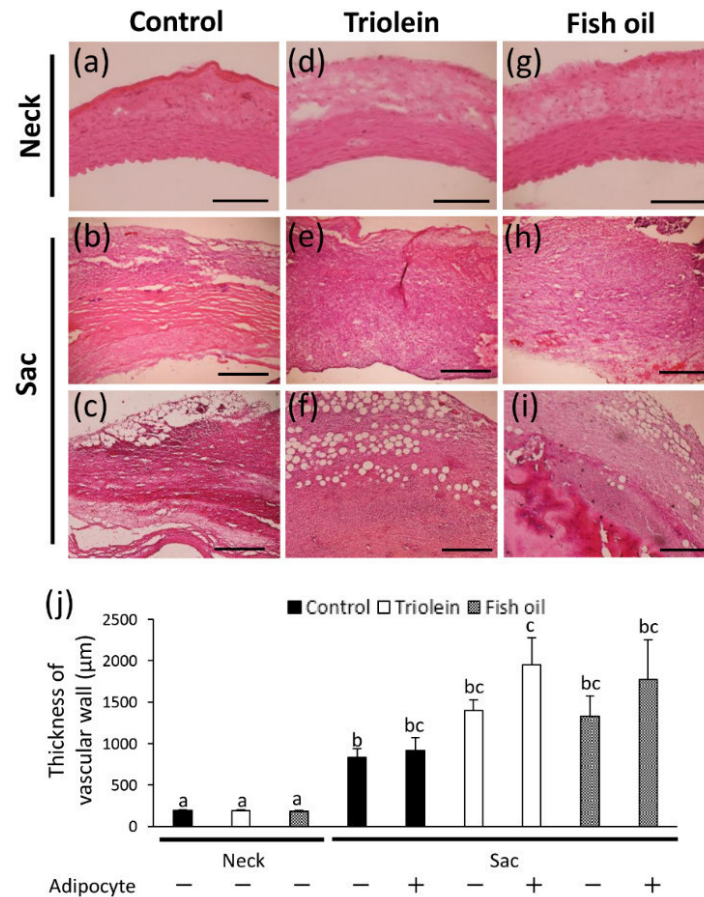 Control Triolein Fish oil
Neck
(a) (d) (g)
Sac
(b) (e) (h)
(c) (f) (i)
(j)
Control Triolein Fish oil
Thickness of
vascular wall (µm)
2500
2000
1500
1000
500
0
a a a b bc bc c bc bc
Neck Sac
Adipocyte − − − − + − + − +